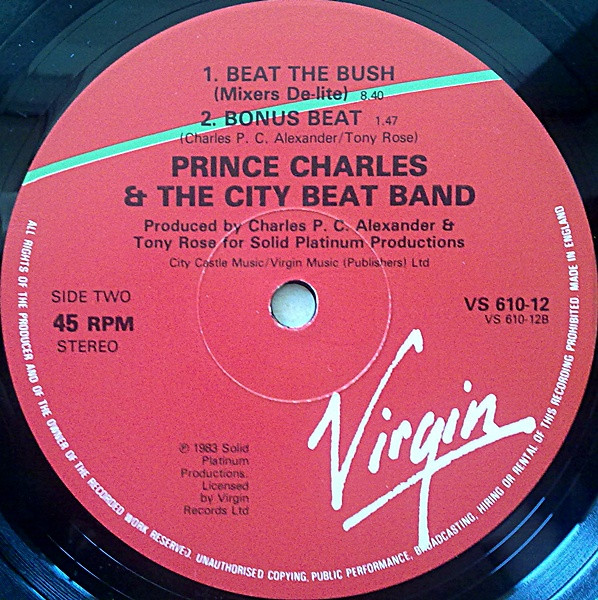 1. BEAT THE BUSH
(Mixers De-lite) 8.40
2. BONUS BEAT 1.47
(Charles P. C. Alexander/Tony Rose)
PRINCE CHARLES
& THE CITY BEAT BAND
Produced by Charles P. C. Alexander &
Tony Rose for Solid Platinum Productions
City Castle Music/Virgin Music (Publishers) Ltd
SIDE TWO
45 RPM
STEREO
VS 610-12
VS 610-12B
℗ 1983 Solid
Platinum
Productions.
Licensed
by Virgin
Records Ltd
Virgin
ALL RIGHTS OF THE PRODUCER AND OF THE OWNER OF THE RECORDED WORK RESERVED. UNAUTHORISED COPYING, PUBLIC PERFORMANCE, BROADCASTING, HIRING OR RENTAL OF THIS RECORDING PROHIBITED MADE IN ENGLAND